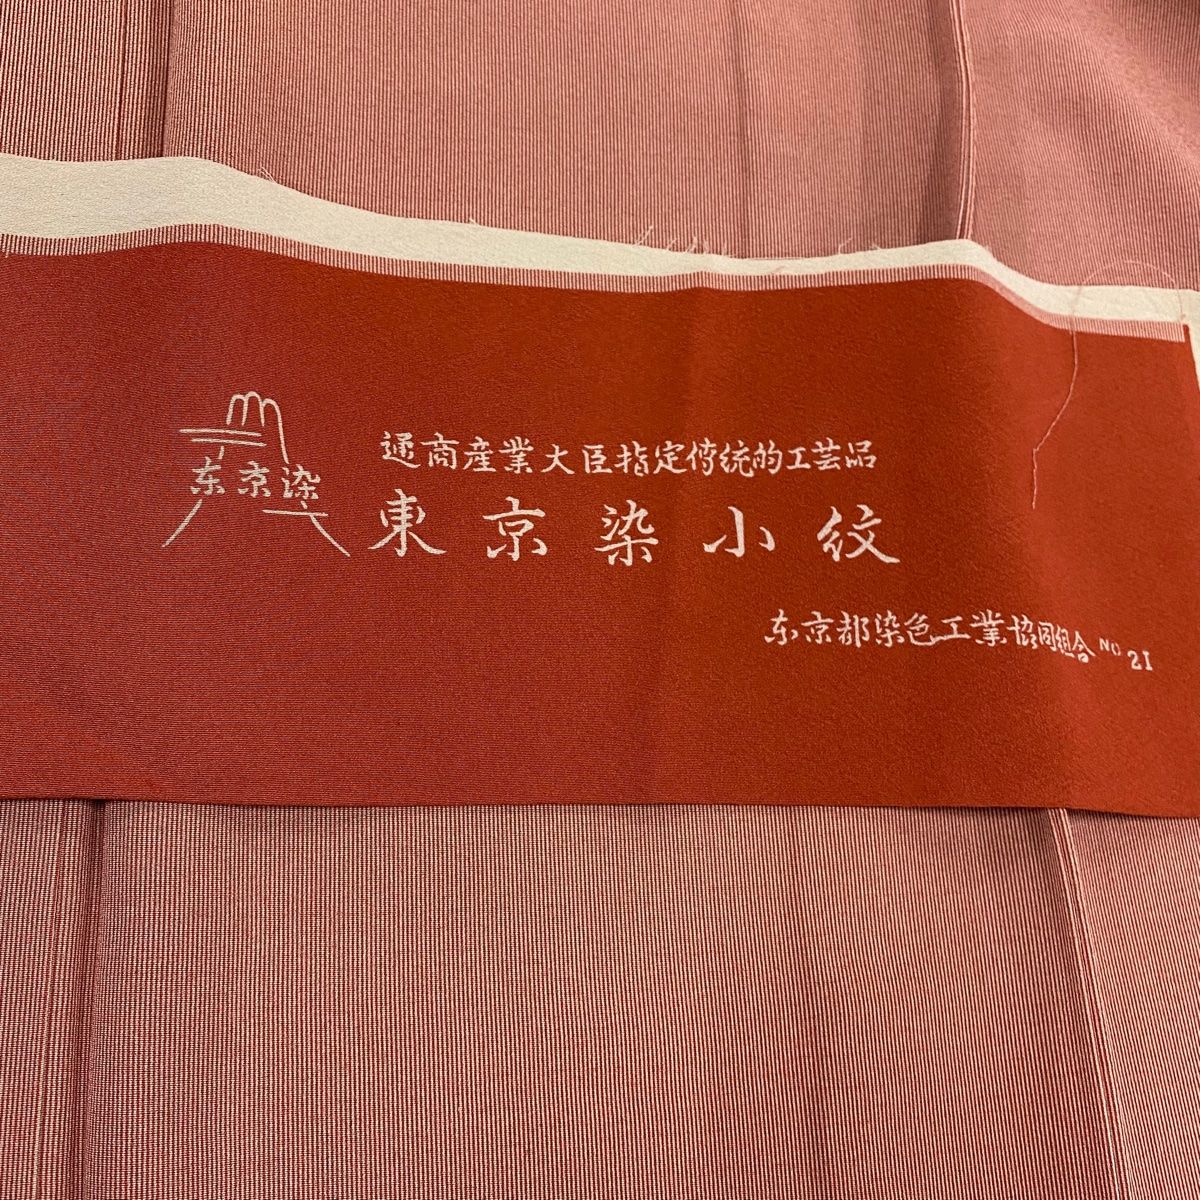 东京染
通商産業大臣指定伝統的工芸品
東京染小紋
东京都染色工業協同組合 NO 21